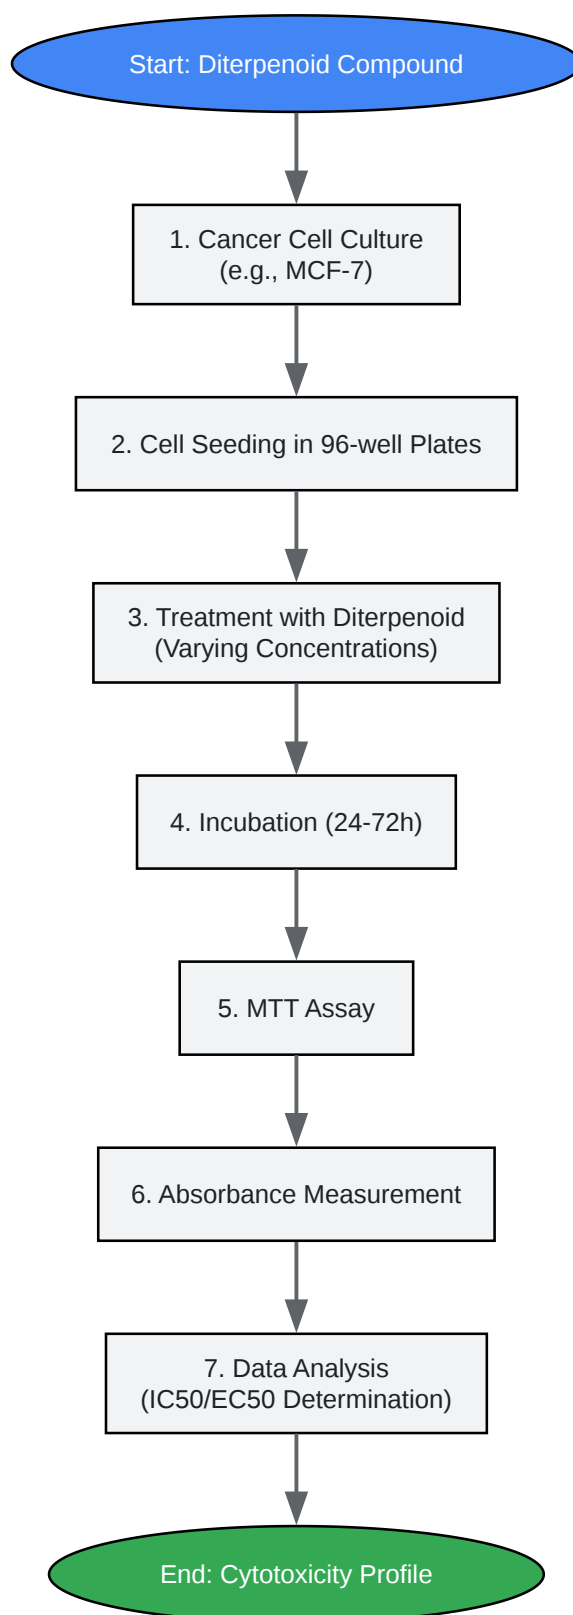 Start: Diterpenoid Compound
1. Cancer Cell Culture
(e.g., MCF-7)
2. Cell Seeding in 96-well Plates
3. Treatment with Diterpenoid
(Varying Concentrations)
4. Incubation (24-72h)
5. MTT Assay
6. Absorbance Measurement
7. Data Analysis
(IC50/EC50 Determination)
End: Cytotoxicity Profile